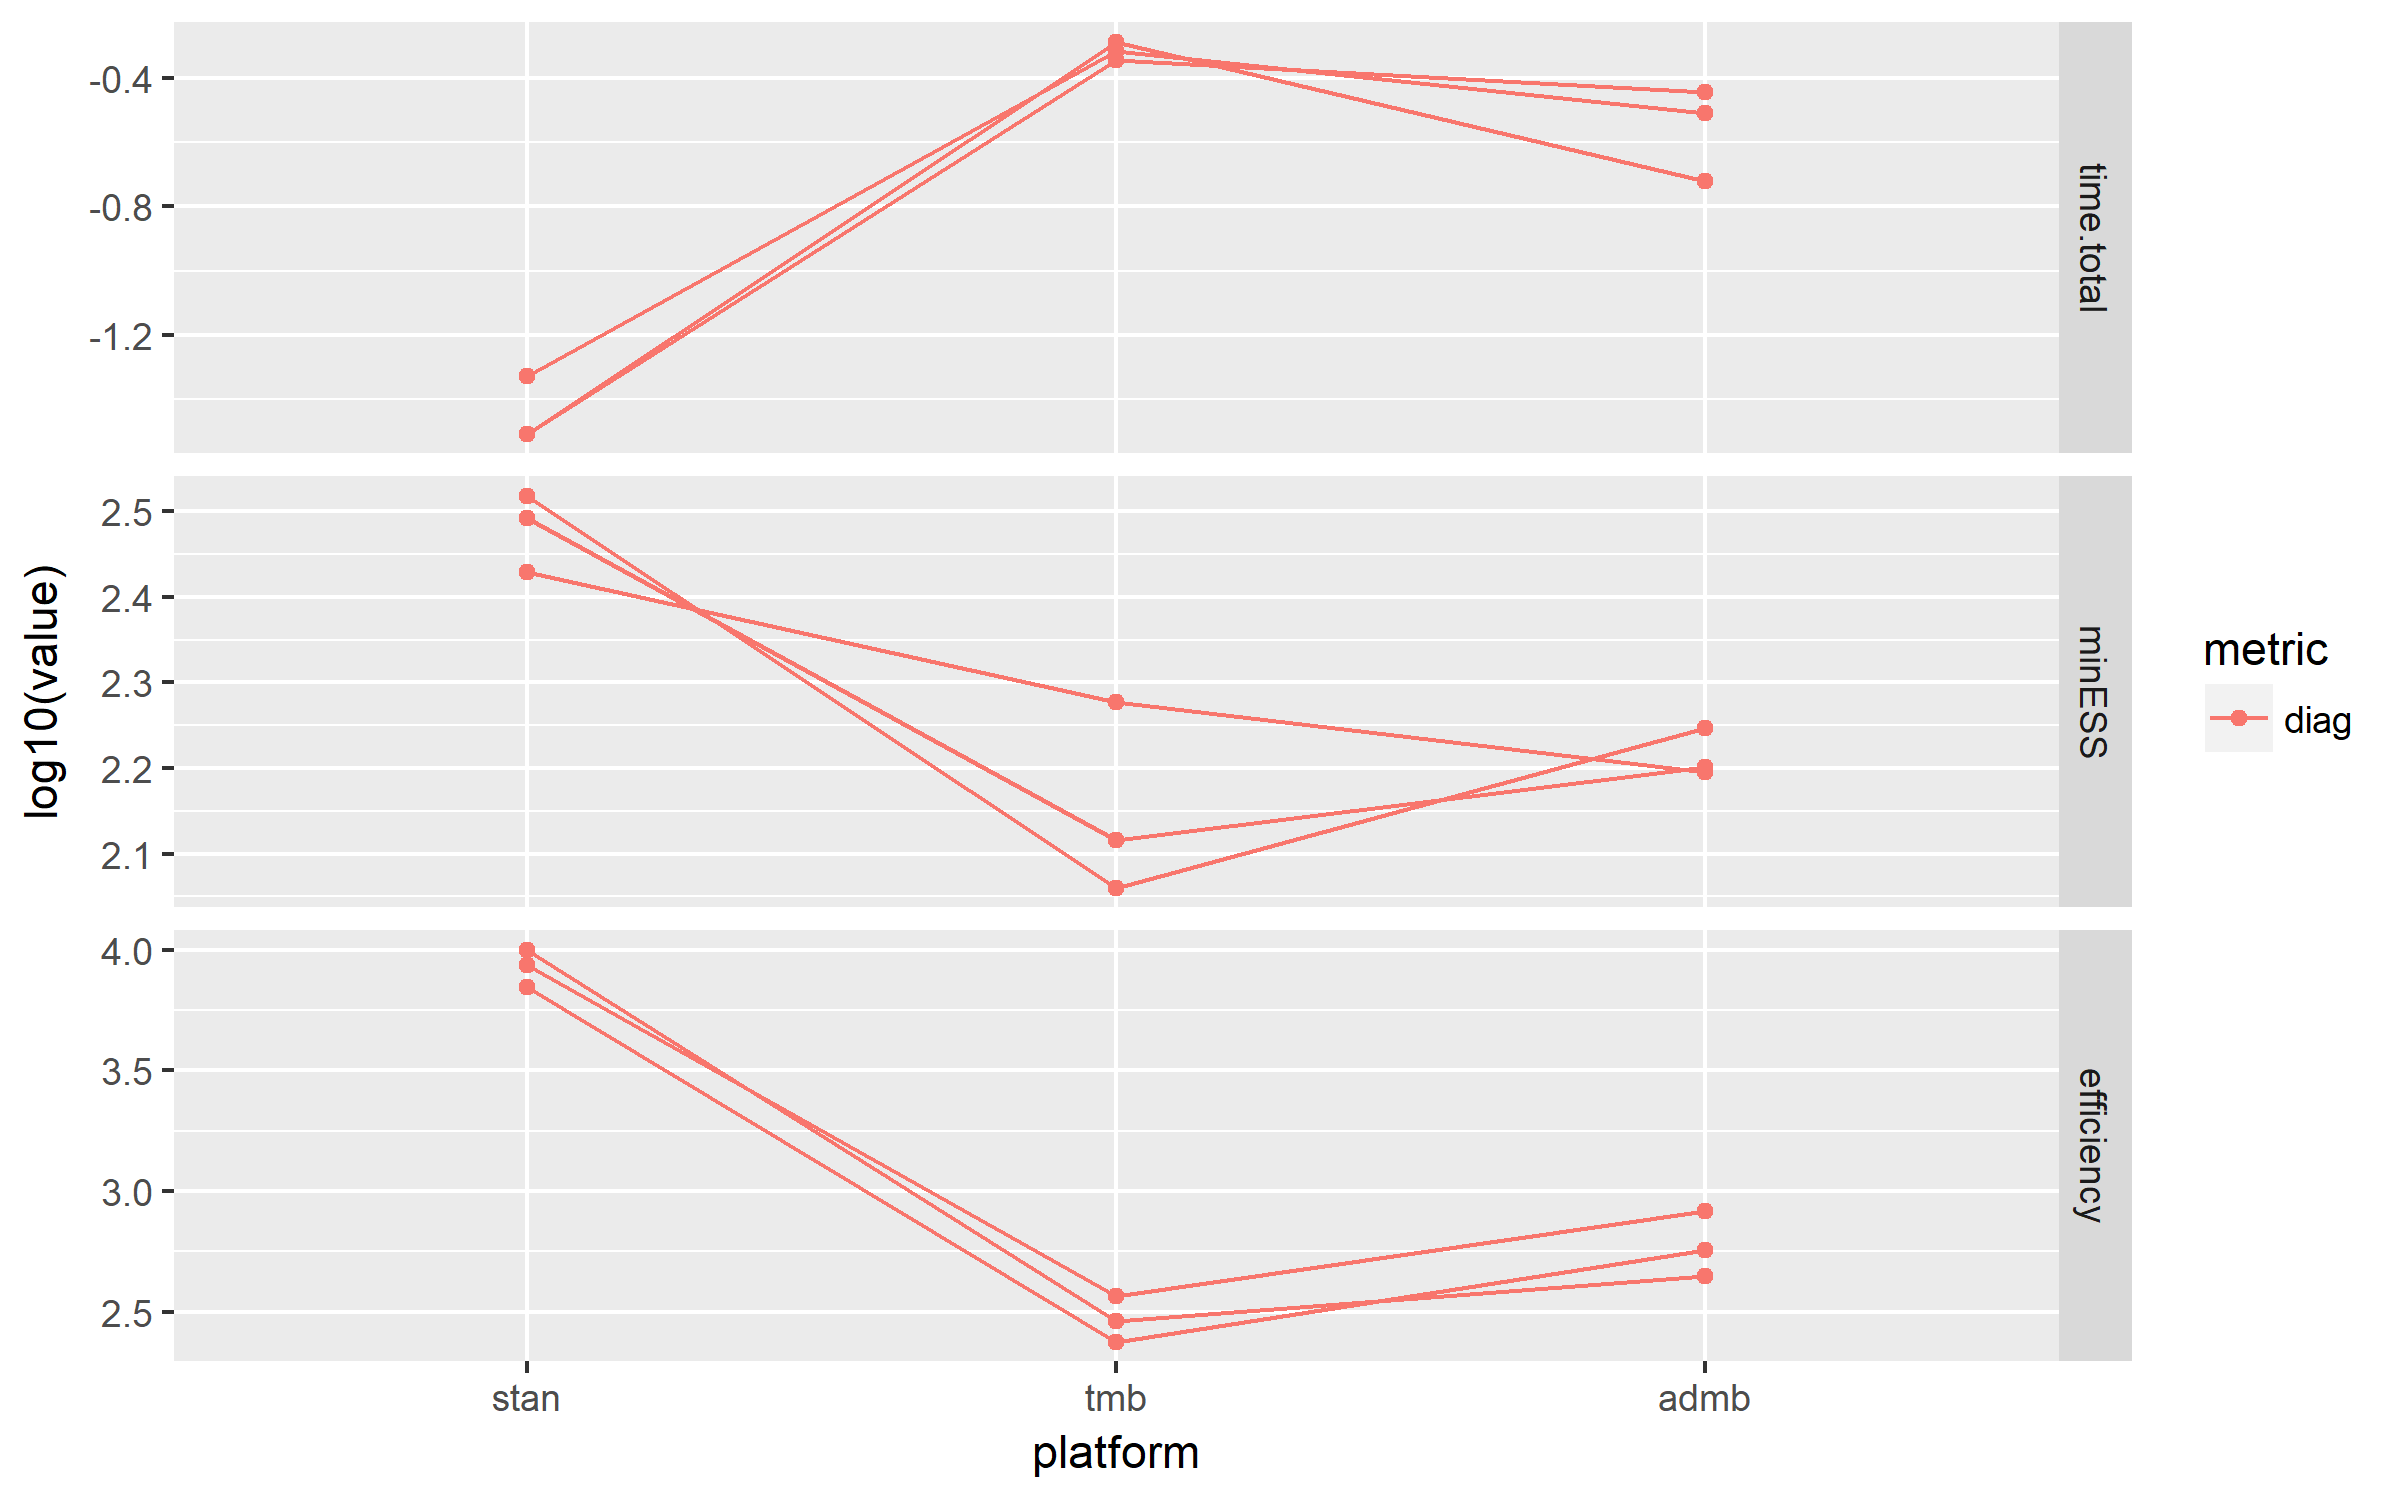 log10(value)
-0.4
-0.8
-1.2
time.total
2.5
2.4
2.3
2.2
2.1
minESS
4.0
3.5
3.0
2.5
efficiency
stan tmb admb
platform
metric
diag